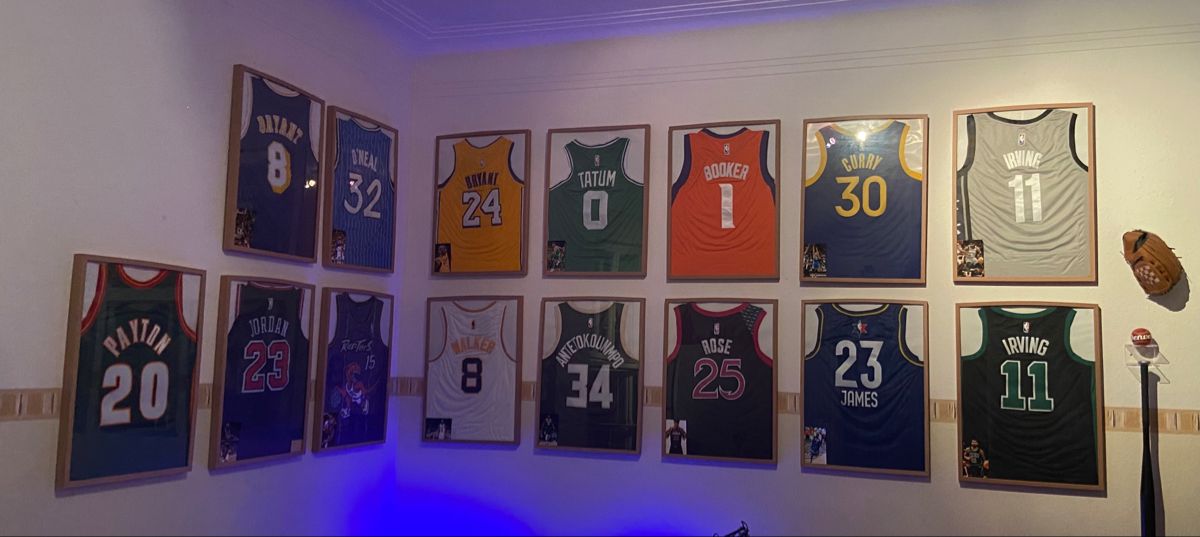 BRYANT
8
O'NEAL
32
BRYANT
24
TATUM
0
BOOKER
1
CURRY
30
IRVING
11
PAYTON
20
JORDAN
23
15
WALKER
8
ANTETOKOUNMPO
34
ROSE
25
23
JAMES
IRVING
11